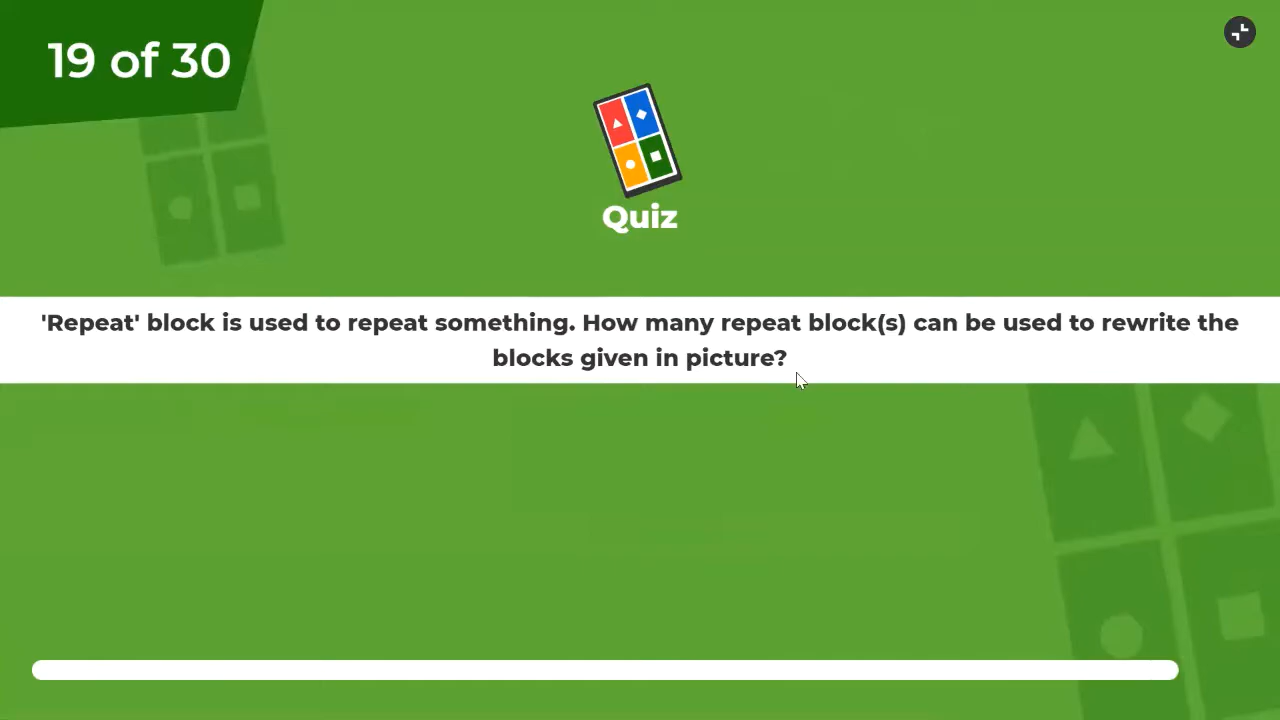 19 of 30
Quiz
'Repeat' block is used to repeat something. How many repeat block(s) can be used to rewrite the
blocks given in picture?